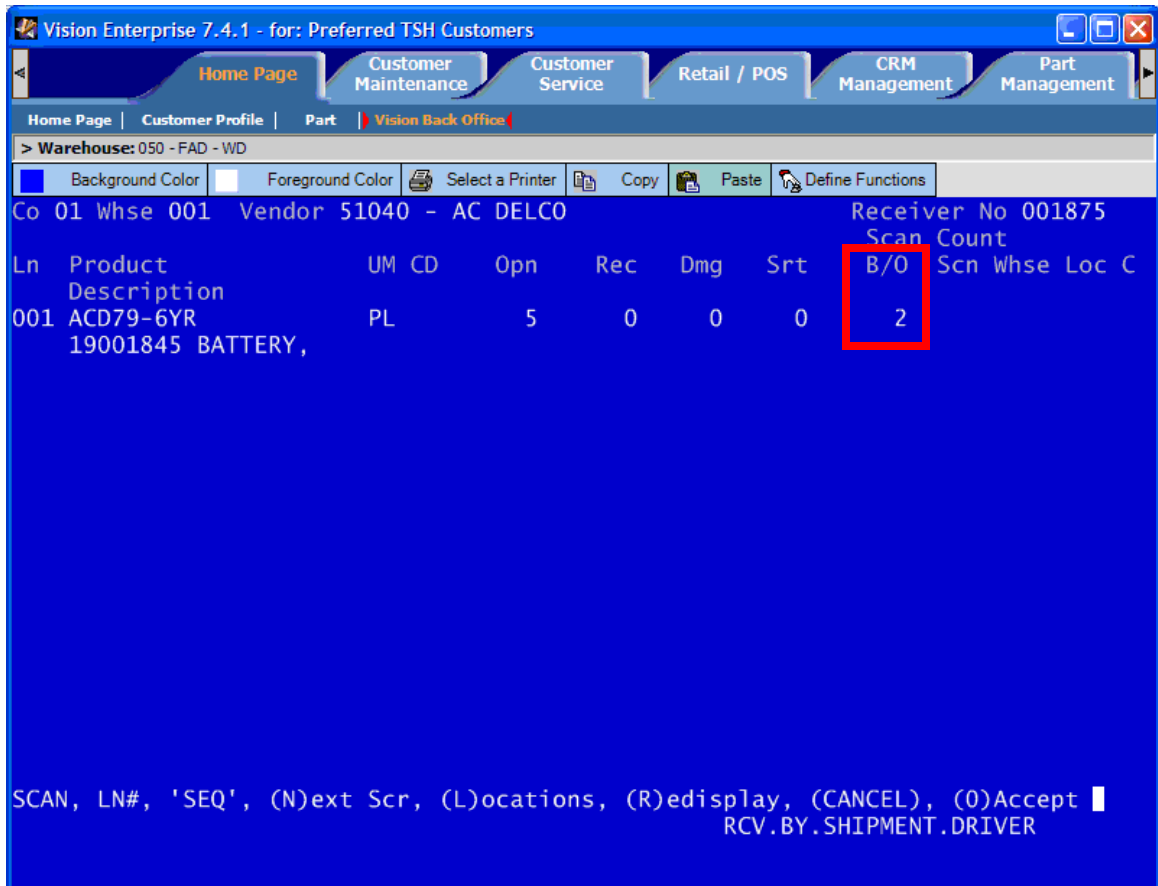 Vision Enterprise 7.4.1 - for: Preferred TSH Customers
Home Page Customer Maintenance Customer Service Retail / POS CRM Management Part Management
Home Page | Customer Profile | Part | Vision Back Office
> Warehouse: 050 - FAD - WD
Background Color Foreground Color Select a Printer Copy Paste Define Functions
Co 01 Whse 001 Vendor 51040 - AC DELCO Receiver No 001875
Scan Count
Ln Product UM CD Opn Rec Dmg Srt B/O Scn Whse Loc C
Description
001 ACD79-6YR PL 5 0 0 0 2
19001845 BATTERY,
SCAN, LN#, 'SEQ', (N)ext Scr, (L)ocations, (R)edisplay, (CANCEL), (O)Accept
RCV.BY.SHIPMENT.DRIVER